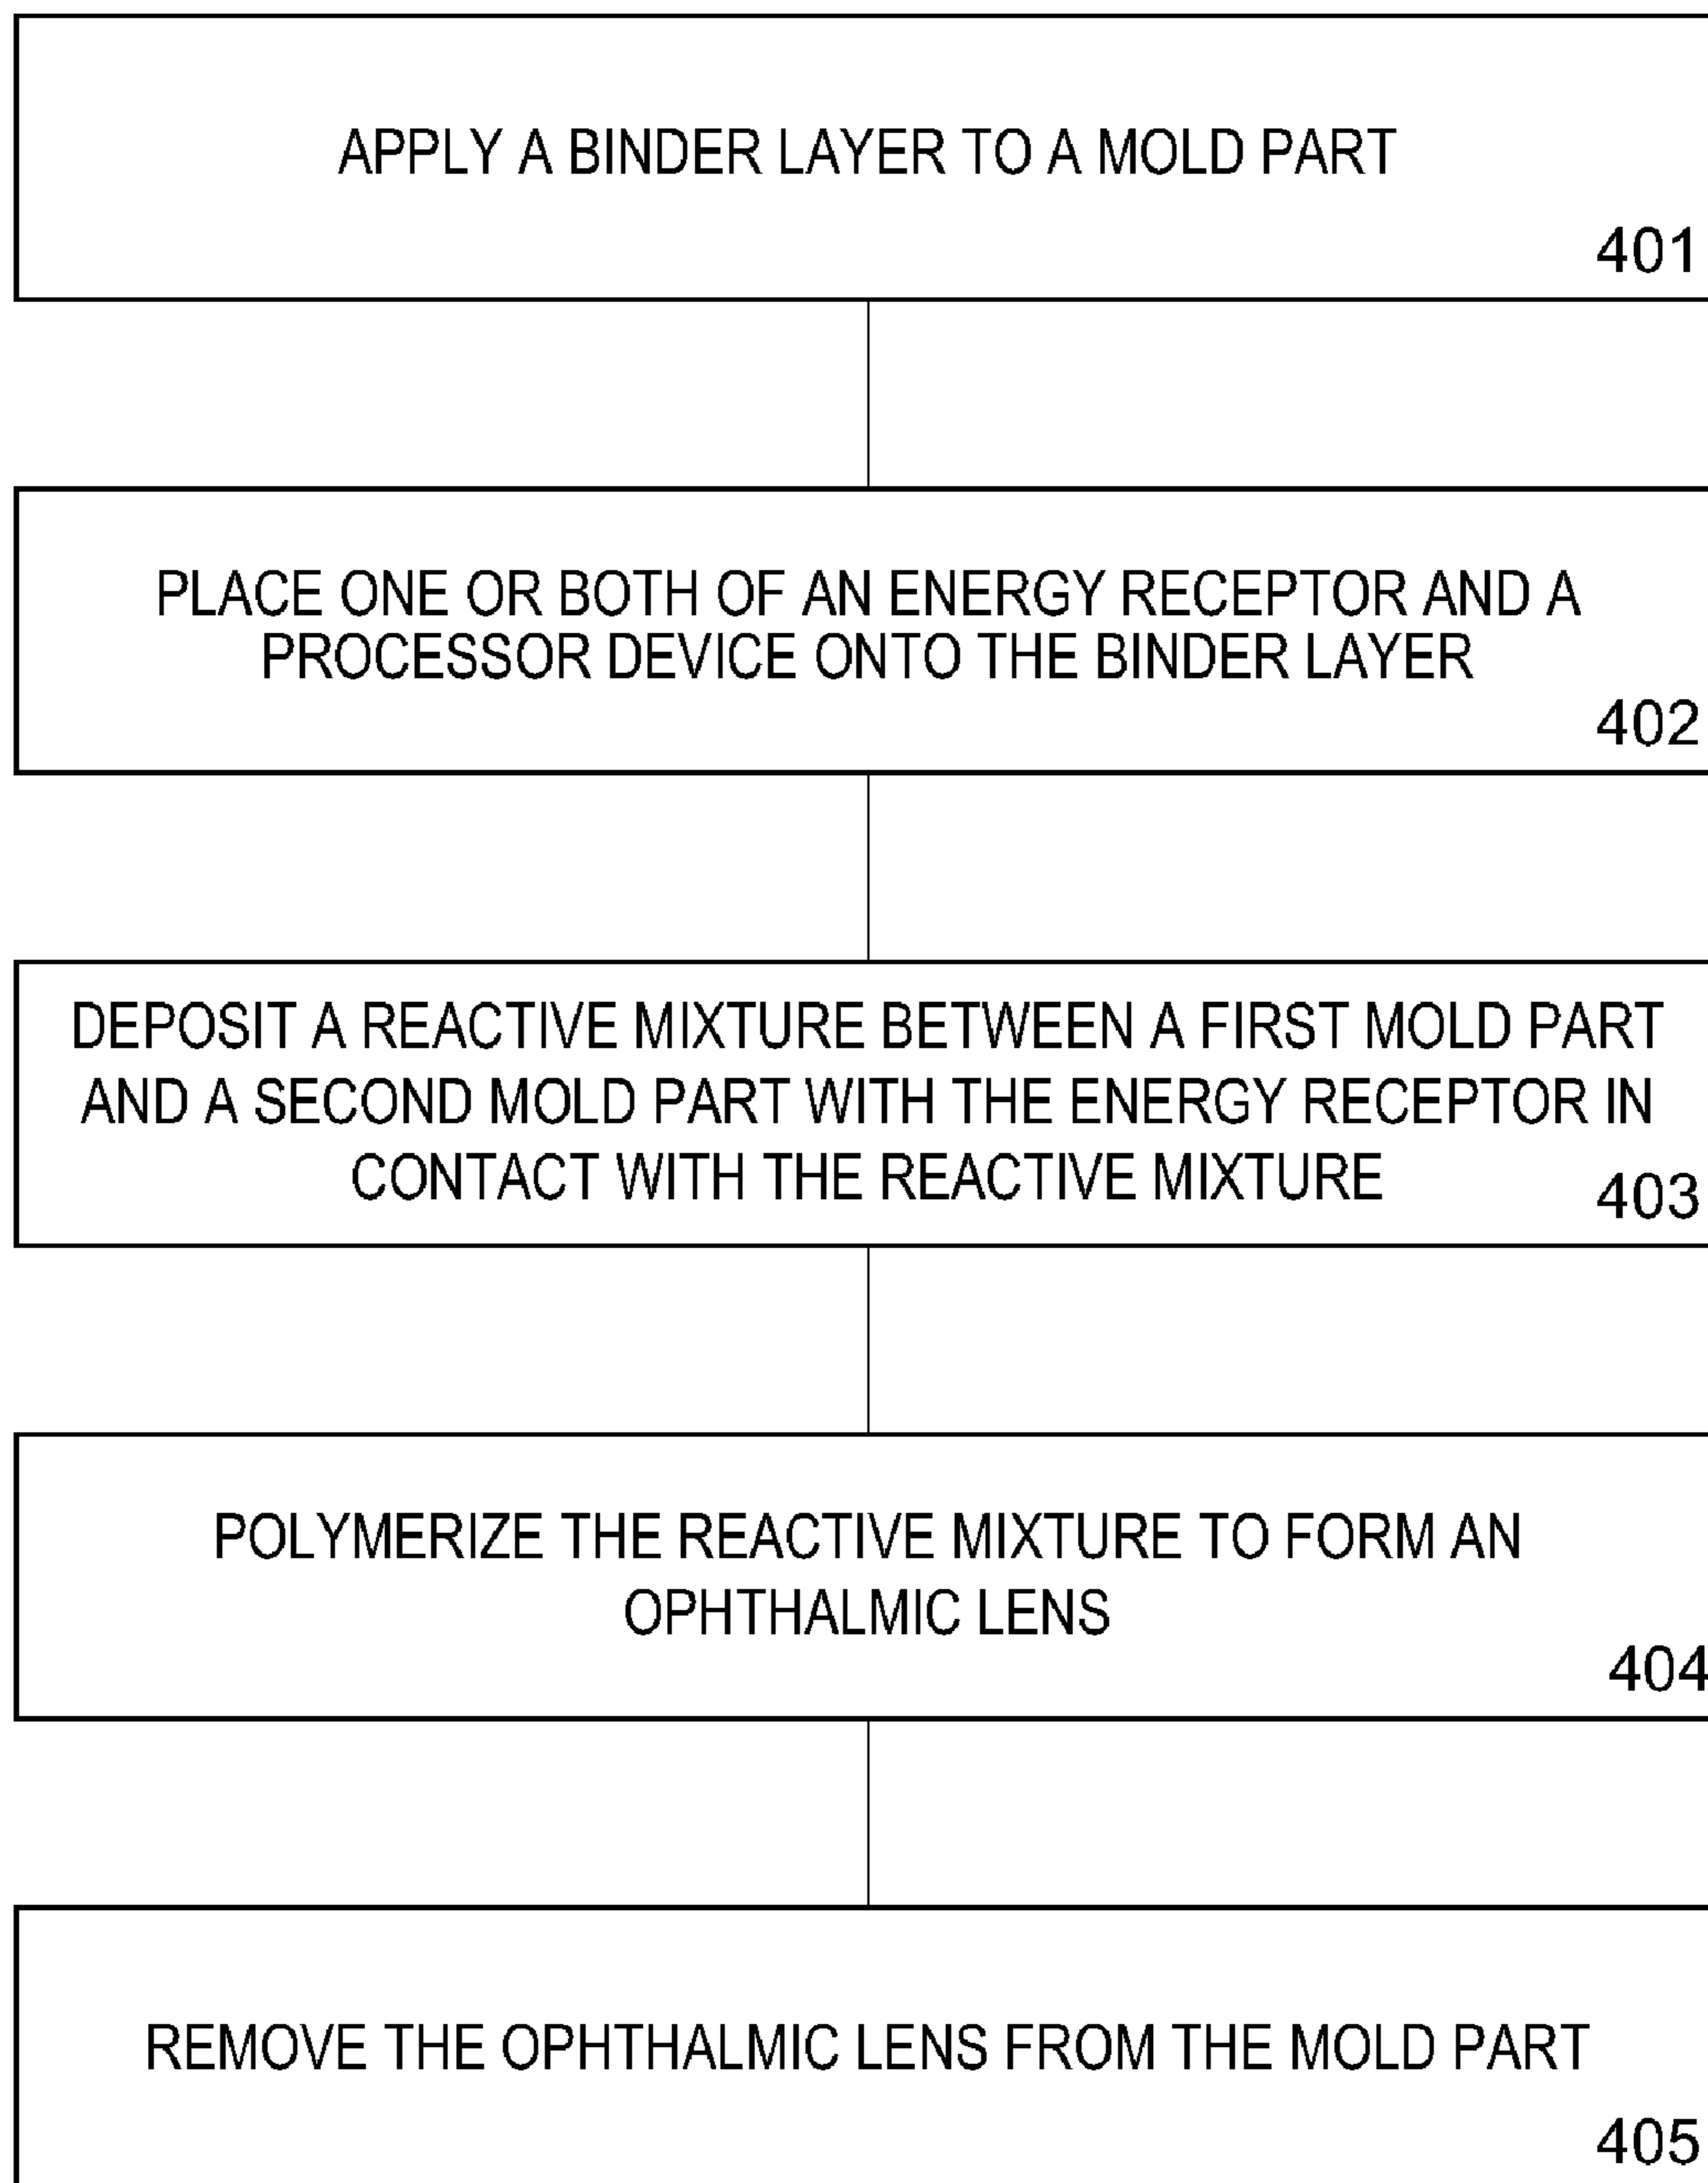 APPLY A BINDER LAYER TO A MOLD PART
401
PLACE ONE OR BOTH OF AN ENERGY RECEPTOR AND A
PROCESSOR DEVICE ONTO THE BINDER LAYER
402
DEPOSIT A REACTIVE MIXTURE BETWEEN A FIRST MOLD PART
AND A SECOND MOLD PART WITH THE ENERGY RECEPTOR IN
CONTACT WITH THE REACTIVE MIXTURE
403
POLYMERIZE THE REACTIVE MIXTURE TO FORM AN
OPHTHALMIC LENS
404
REMOVE THE OPHTHALMIC LENS FROM THE MOLD PART
405